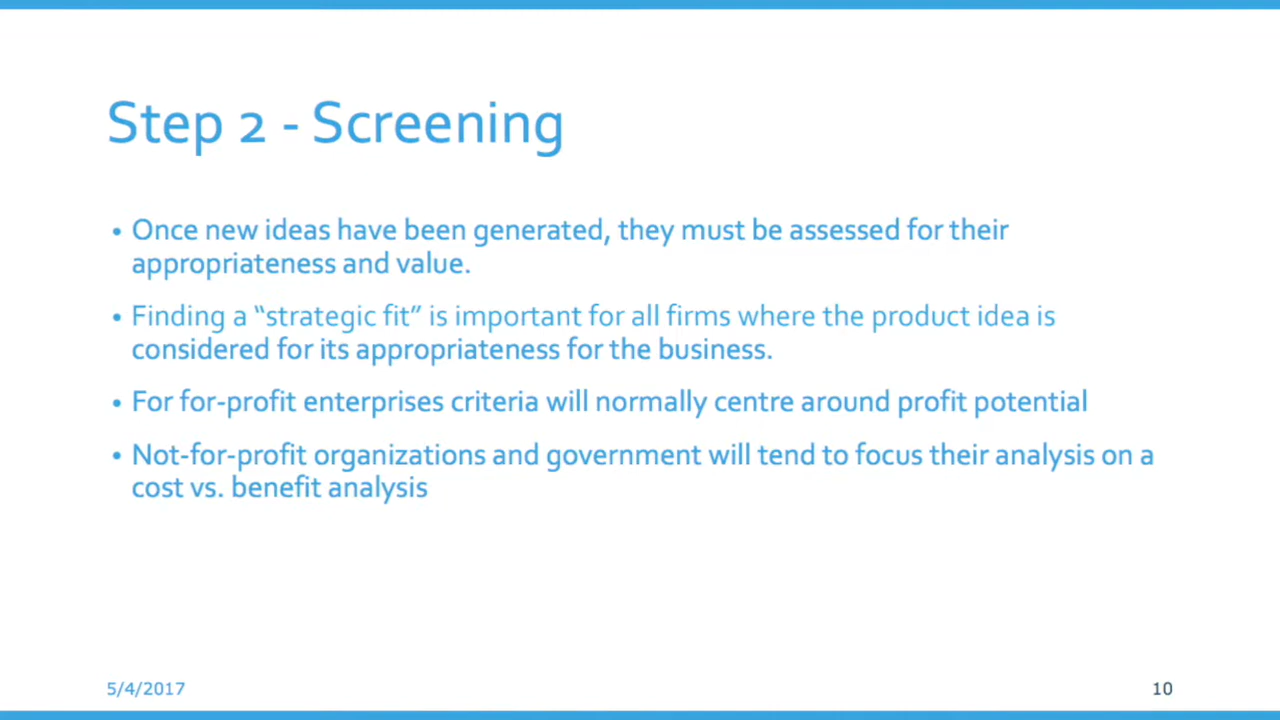 Step 2 - Screening
• Once new ideas have been generated, they must be assessed for their
appropriateness and value.
• Finding a “strategic fit” is important for all firms where the product idea is
considered for its appropriateness for the business.
• For for-profit enterprises criteria will normally centre around profit potential
• Not-for-profit organizations and government will tend to focus their analysis on a
cost vs. benefit analysis
5/4/2017
10